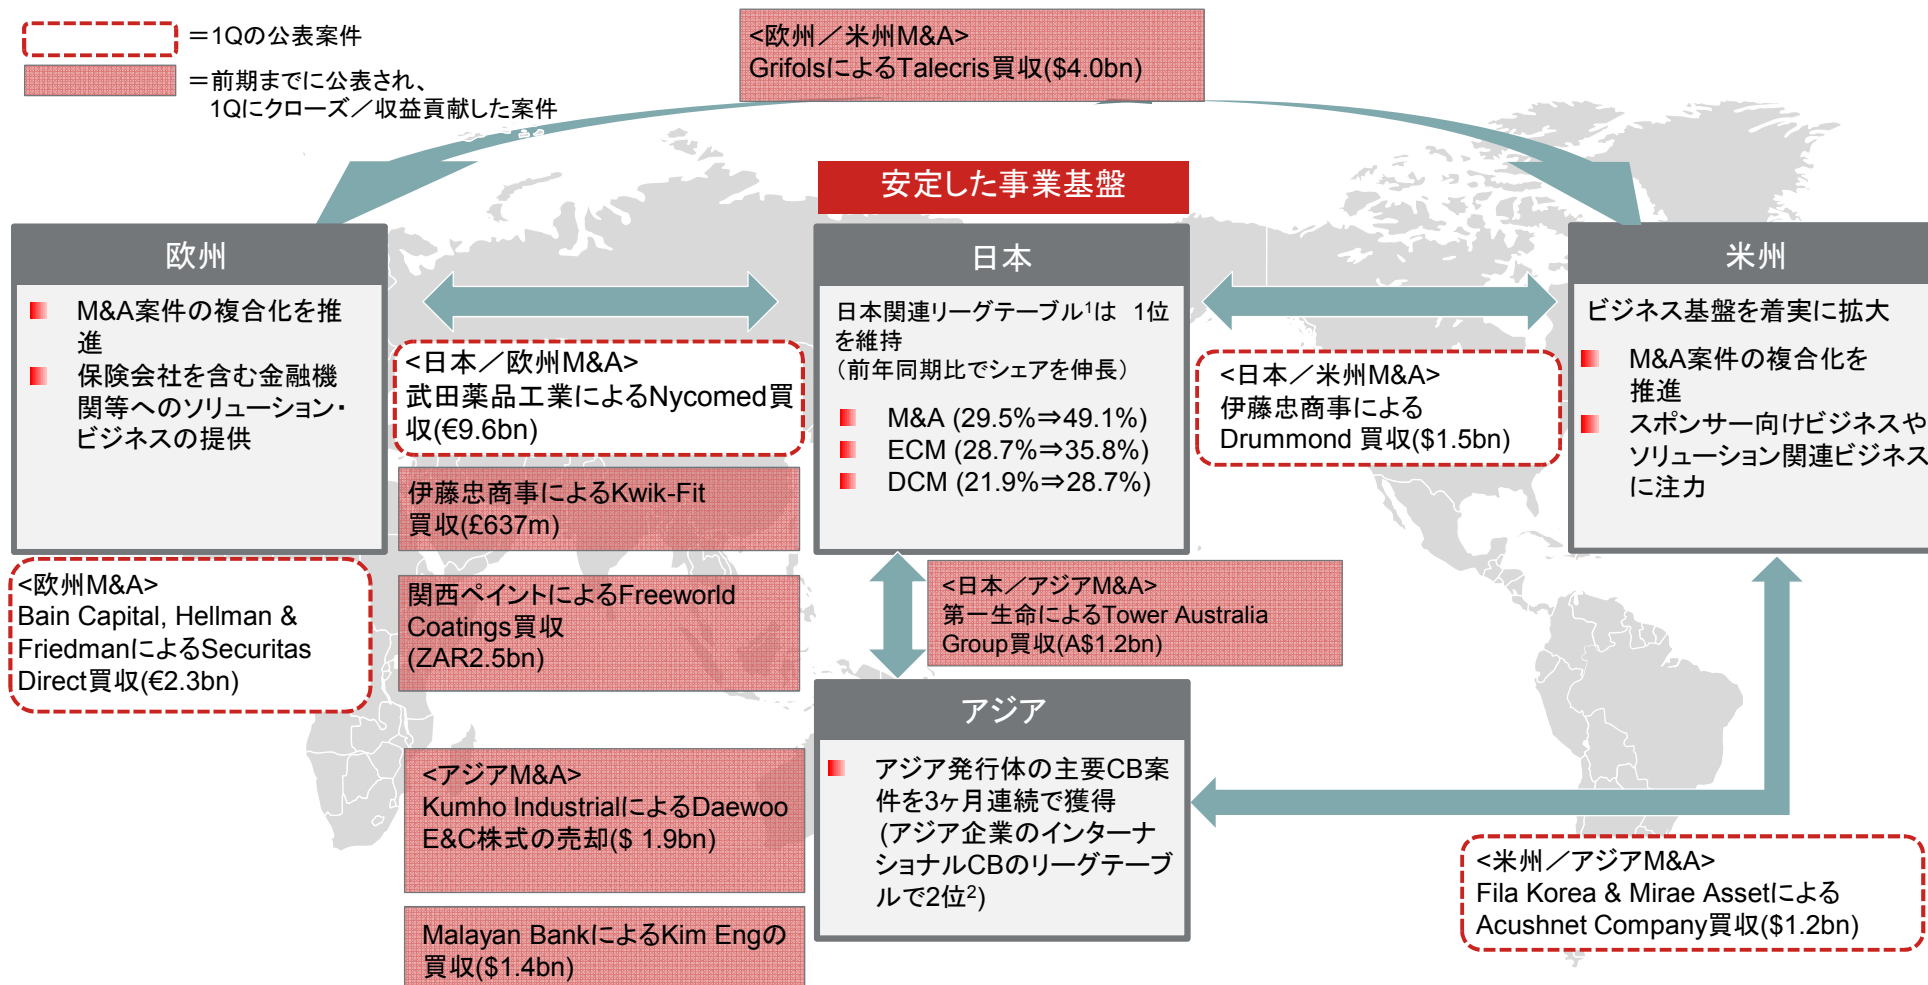 ＝1Qの公表案件
＝前期までに公表され、
1Qにクローズ／収益貢献した案件
<欧州／米州M&A>
GrifolsによるTalecris買収($4.0bn)
安定した事業基盤
欧州
M&A案件の複合化を推
進
保険会社を含む金融機
関等へのソリューション・
ビジネスの提供
<日本／欧州M&A>
武田薬品工業によるNycomed買
収(€9.6bn)
伊藤忠商事によるKwik-Fit
買収(£637m)
関西ペイントによるFreeworld
Coatings買収
(ZAR2.5bn)
日本
日本関連リーグテーブル¹は 1位
を維持
（前年同期比でシェアを伸長）
M&A (29.5%⇒49.1%)
ECM (28.7%⇒35.8%)
DCM (21.9%⇒28.7%)
<日本／米州M&A>
伊藤忠商事による
Drummond 買収($1.5bn)
米州
ビジネス基盤を着実に拡大
M&A案件の複合化を
推進
スポンサー向けビジネスや
ソリューション関連ビジネス
に注力
<欧州M&A>
Bain Capital, Hellman &
FriedmanによるSecuritas
Direct買収(€2.3bn)
<日本／アジアM&A>
第一生命によるTower Australia
Group買収(A$1.2bn)
<アジアM&A>
Kumho IndustrialによるDaewoo
E&C株式の売却($ 1.9bn)
Malayan BankによるKim Engの
買収($1.4bn)
アジア
アジア発行体の主要CB案
件を3ヶ月連続で獲得
(アジア企業のインターナ
ショナルCBのリーグテーブ
ルで2位²)
<米州／アジアM&A>
Fila Korea & Mirae Assetによる
Acushnet Company買収($1.2bn)